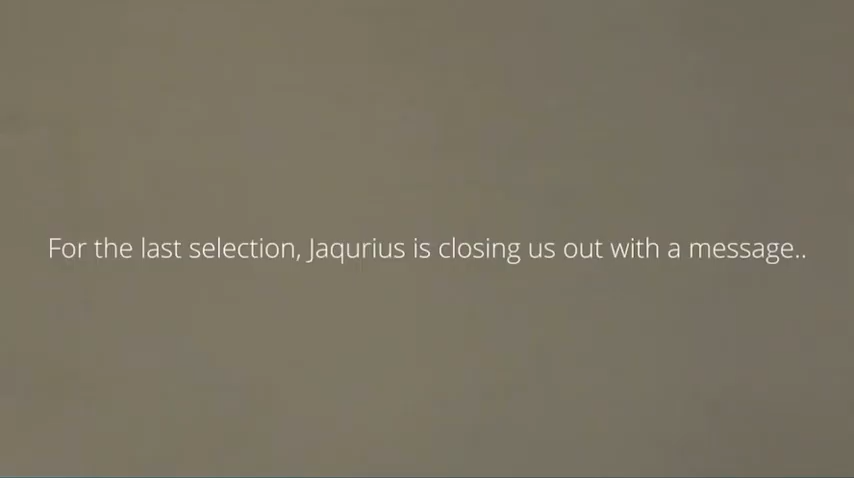 For the last selection, Jaqurius is closing us out with a message..